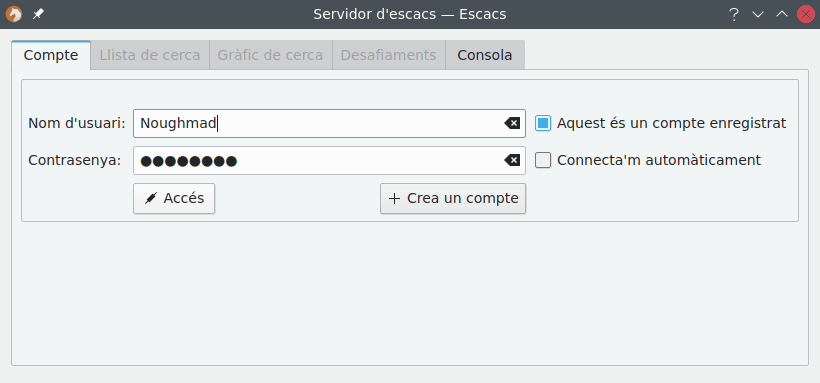 Servidor d'escacs — Escacs
Compte Llista de cerca Gràfic de cerca Desafiaments Consola
Nom d'usuari: Noughmad Aquest és un compte enregistrat
Contrasenya: ●●●●●●●● Connecta'm automàticament
Accés Crea un compte